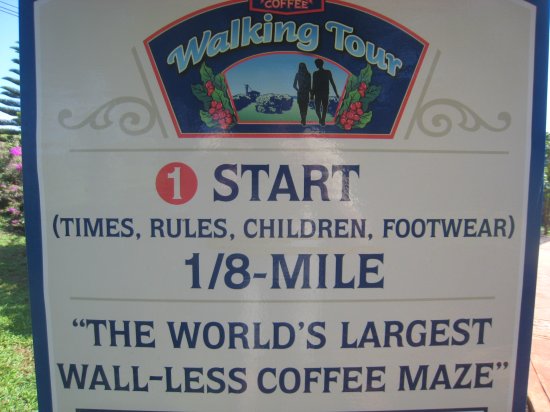 COFFEE
Walking Tour
1 START
(TIMES, RULES, CHILDREN, FOOTWEAR)
1/8-MILE
“THE WORLD'S LARGEST
WALL-LESS COFFEE MAZE”